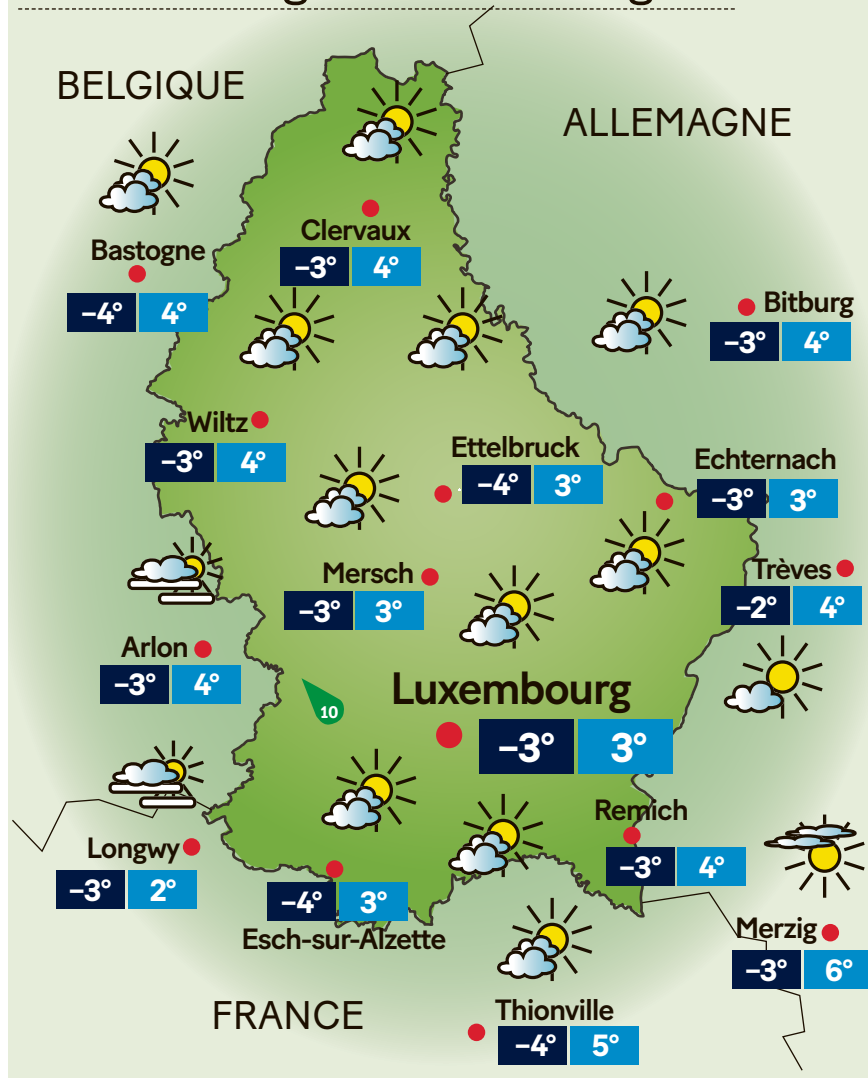 BELGIQUE
ALLEMAGNE
Clervaux
–3° 4°
Bastogne
–4° 4°
Bitburg
–3° 4°
Wiltz
–3° 4°
Ettelbruck
–4° 3°
Echternach
–3° 3°
Mersch
–3° 3°
Trèves
–2° 4°
Arlon
–3° 4°
10
Luxembourg
–3° 3°
Remich
–3° 4°
Longwy
–3° 2°
–4° 3°
Esch-sur-Alzette
Merzig
–3° 6°
FRANCE
Thionville
–4° 5°